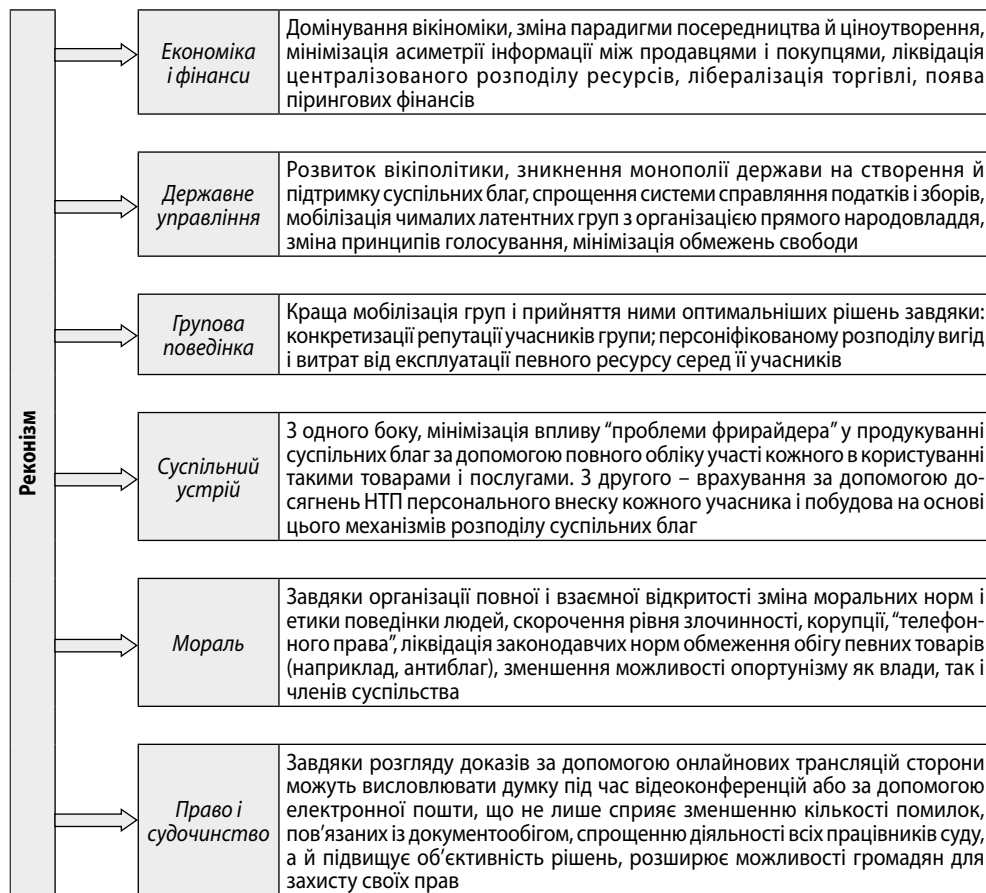 Реконізм
Економіка
і фінанси
Домінування вікіноміки, зміна парадигми посередництва й ціноутворення,
мінімізація асиметрії інформації між продавцями і покупцями, ліквідація
централізованого розподілу ресурсів, лібералізація торгівлі, поява
пірингових фінансів
Державне
управління
Розвиток вікіполітики, зникнення монополії держави на створення й
підтримку суспільних благ, спрощення системи справляння податків і зборів,
мобілізація чималих латентних груп з організацією прямого народовладдя,
зміна принципів голосування, мінімізація обмежень свободи
Групова
поведінка
Краща мобілізація груп і прийняття ними оптимальніших рішень завдяки:
конкретизації репутації учасників групи; персоніфікованому розподілу вигід
і витрат від експлуатації певного ресурсу серед її учасників
Суспільний
устрій
З одного боку, мінімізація впливу “проблеми фрирайдера” у продукуванні
суспільних благ за допомогою повного обліку участі кожного в користуванні
такими товарами і послугами. З другого – врахування за допомогою до-
сягнень НТП персонального внеску кожного учасника і побудова на основі
цього механізмів розподілу суспільних благ
Мораль
Завдяки організації повної і взаємної відкритості зміна моральних норм і
етики поведінки людей, скорочення рівня злочинності, корупції, “телефон-
ного права”, ліквідація законодавчих норм обмеження обігу певних товарів
(наприклад, антиблаг), зменшення можливості опортунізму як влади, так і
членів суспільства
Право і
судочинство
Завдяки розгляду доказів за допомогою онлайнових трансляцій сторони
можуть висловлювати думку під час відеоконференцій або за допомогою
електронної пошти, що не лише сприяє зменшенню кількості помилок,
пов’язаних із документообігом, спрощенню діяльності всіх працівників суду,
а й підвищує об’єктивність рішень, розширює можливості громадян для
захисту своїх прав